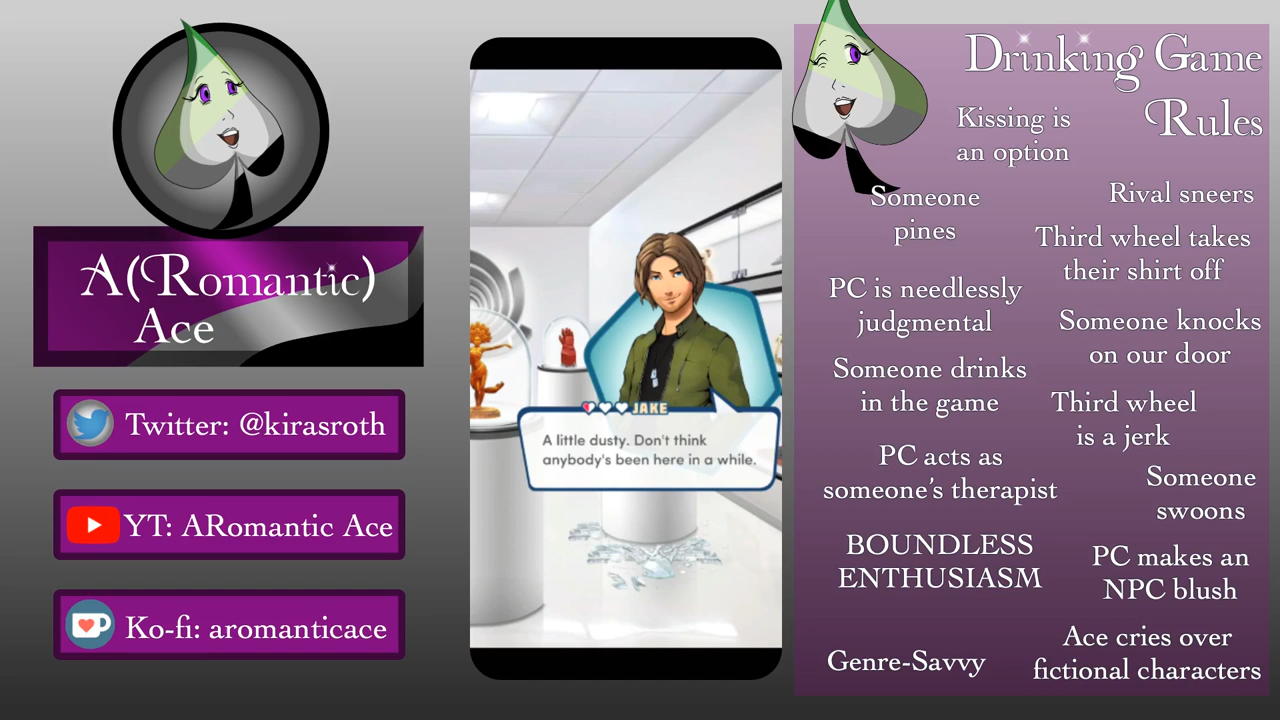 A(Romantic)
Ace
Twitter: @kirasroth
YT: ARomantic Ace
Ko-fi: aromanticace
JAKE
A little dusty. Don't think
anybody's been here in a while.
Drinking Game
Rules
Kissing is
an option
Someone
pines
Rival sneers
Third wheel takes
their shirt off
PC is needlessly
judgmental
Someone knocks
on our door
Someone drinks
in the game
Third wheel
is a jerk
PC acts as
someone's therapist
Someone
swoons
BOUNDLESS
ENTHUSIASM
PC makes an
NPC blush
Genre-Savvy
Ace cries over
fictional characters